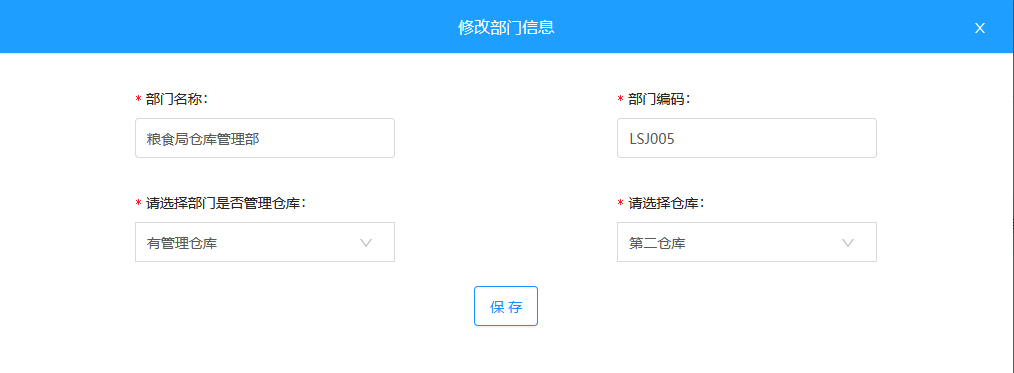 修改部门信息 X
* 部门名称： * 部门编码：
粮食局仓库管理部 LSJ005
* 请选择部门是否管理仓库： * 请选择仓库：
有管理仓库 第二仓库
保 存